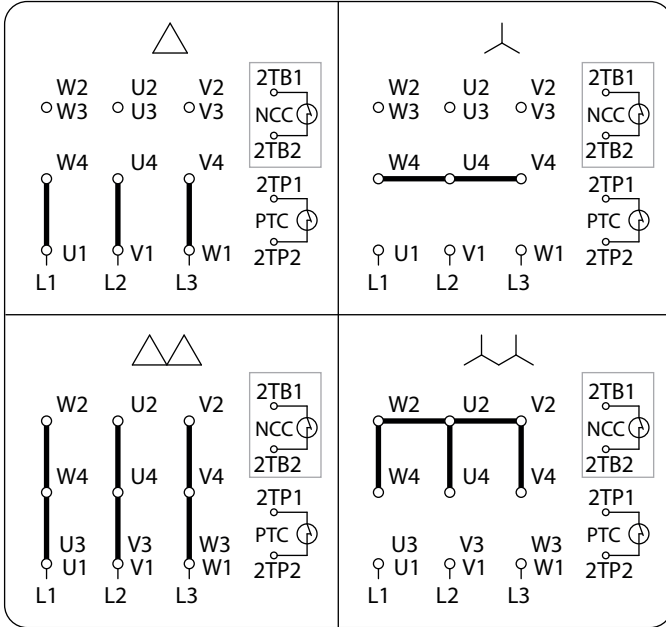 W2 U2 V2 2TB1
W3 U3 V3 NCC
2TB2
W4 U4 V4
2TP1
PTC
U1 V1 W1 2TP2
L1 L2 L3
W2 U2 V2 2TB1
W3 U3 V3 NCC
2TB2
W4 U4 V4
2TP1
PTC
U1 V1 W1 2TP2
L1 L2 L3
2TB1
W2 U2 V2
NCC
2TB2
W4 U4 V4
2TP1
PTC
U3 V3 W3
U1 V1 W1 2TP2
L1 L2 L3
2TB1
W2 U2 V2
NCC
2TB2
W4 U4 V4
2TP1
PTC
U3 V3 W3
U1 V1 W1 2TP2
L1 L2 L3